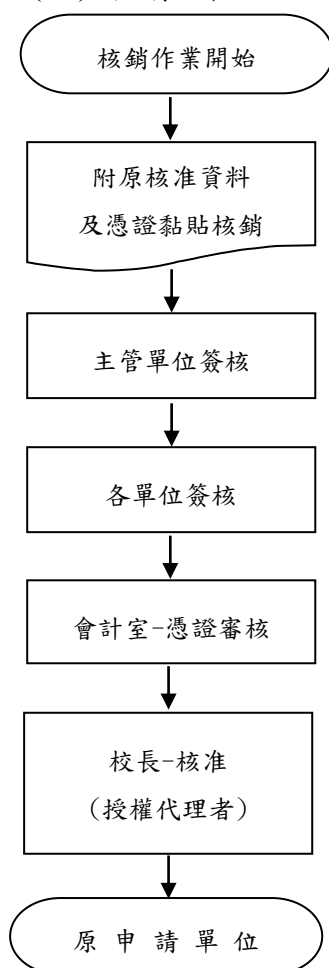 核銷作業開始
附原核准資料
及憑證黏貼核銷
主管單位簽核
各單位簽核
會計室-憑證審核
校長-核准
(授權代理者)
原申請單位